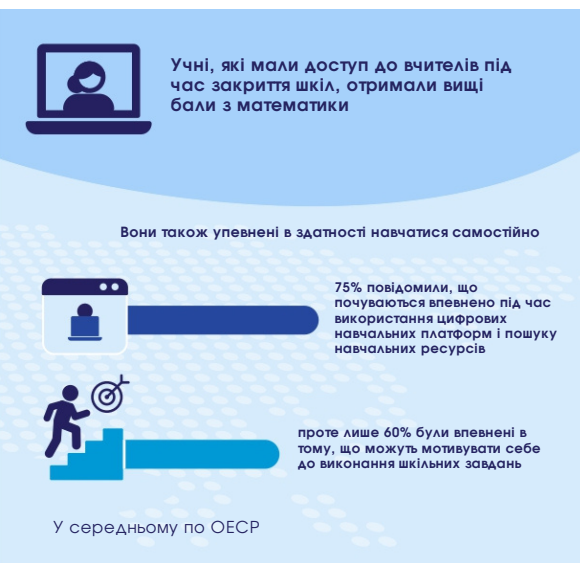 Учні, які мали доступ до вчителів під
час закриття шкіл, отримали вищі
бали з математики
Вони також упевнені в здатності навчатися самостійно
75% повідомили, що
почуваються впевнено під час
використання цифрових
навчальних платформ і пошуку
навчальних ресурсів
проте лише 60% були впевнені в
тому, що можуть мотивувати себе
до виконання шкільних завдань
У середньому по ОЕСР